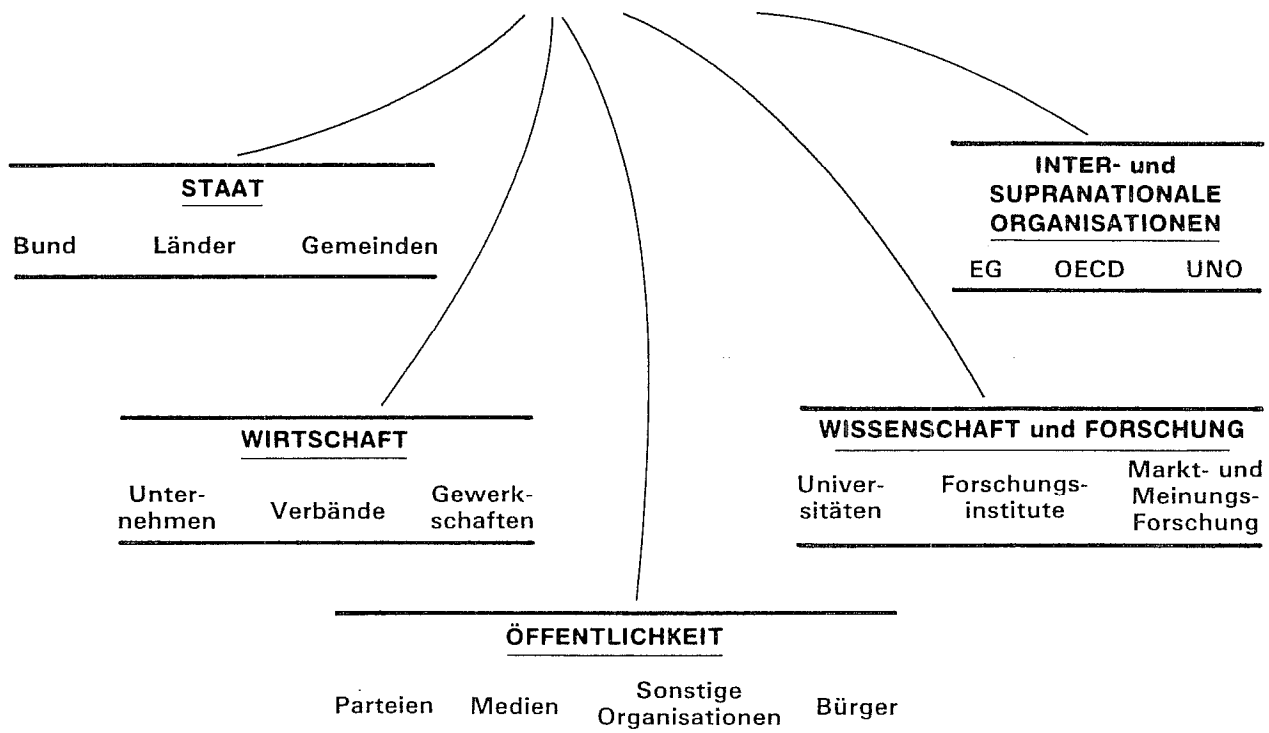 STAAT
Bund Länder Gemeinden
INTER- und
SUPRANATIONALE
ORGANISATIONEN
EG OECD UNO
WIRTSCHAFT
Unter-
nehmen
Verbände
Gewerk-
schaften
WISSENSCHAFT und FORSCHUNG
Univer-
sitäten
Forschungs-
institute
Markt- und
Meinungs-
Forschung
ÖFFENTLICHKEIT
Parteien
Medien
Sonstige
Organisationen
Bürger